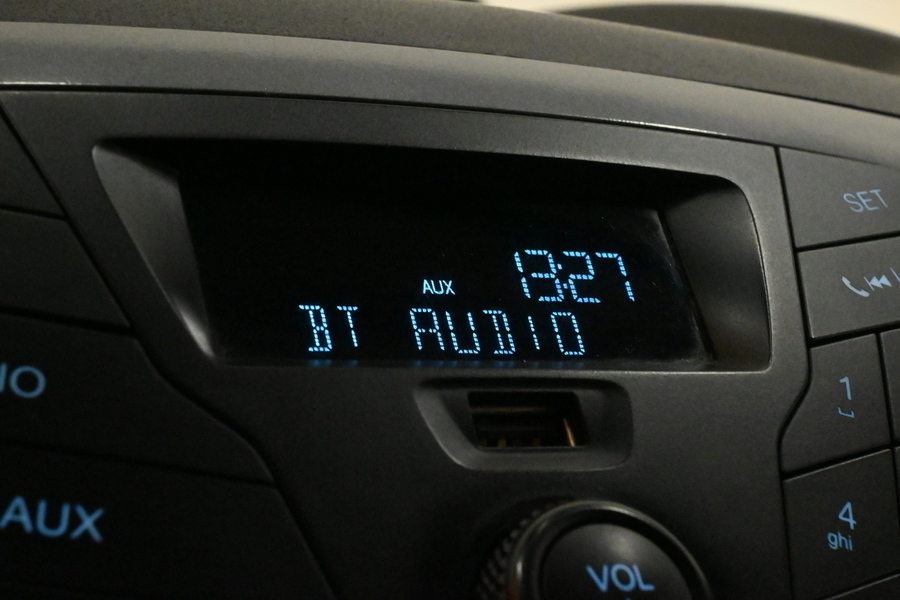 13:27
AUX
BT AUDIO
SET
1
4
ghi
AUX
VOL